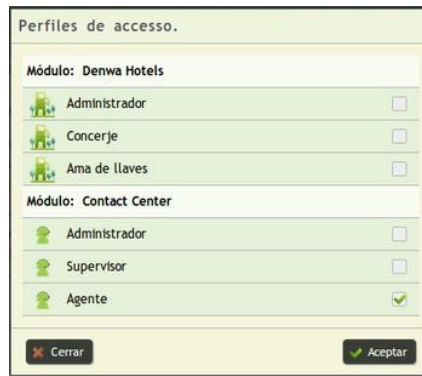 Perfiles de accesso.
Módulo: Denwa Hotels
Administrador
Concerje
Ama de llaves
Módulo: Contact Center
Administrador
Supervisor
Agente
Cerrar
Aceptar